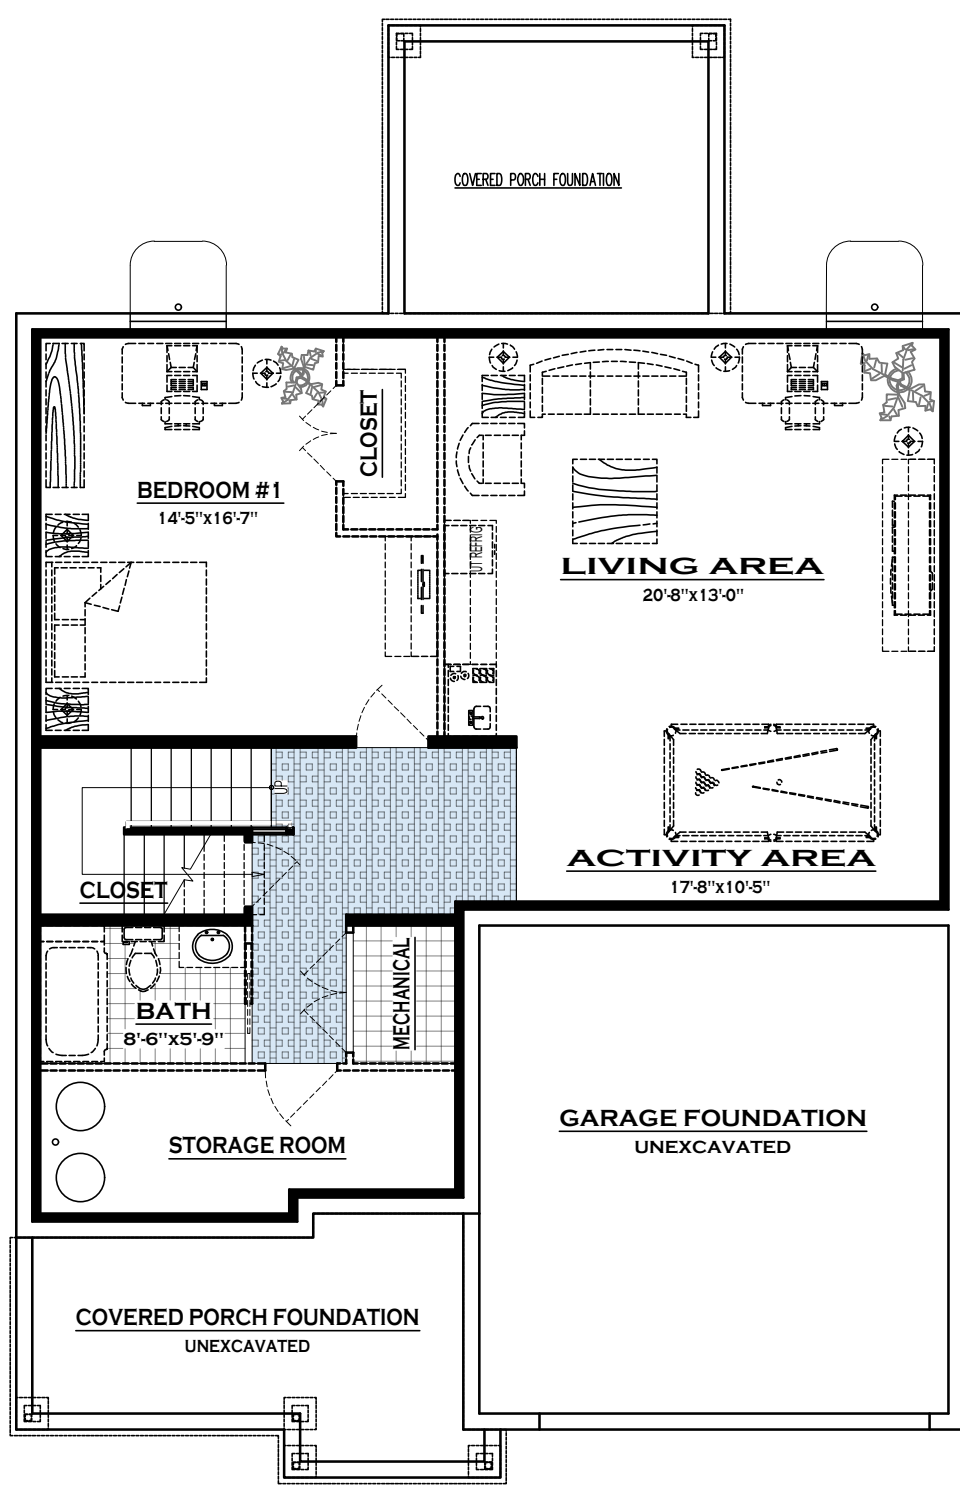 COVERED PORCH FOUNDATION
CLOSET
BEDROOM #1
14'-5"x16'-7"
UT REFRIG
LIVING AREA
20'-8"x13'-0"
ACTIVITY AREA
17'-8"x10'-5"
CLOSET
MECHANICAL
BATH
8'-6"x5'-9"
STORAGE ROOM
GARAGE FOUNDATION
UNEXCAVATED
COVERED PORCH FOUNDATION
UNEXCAVATED